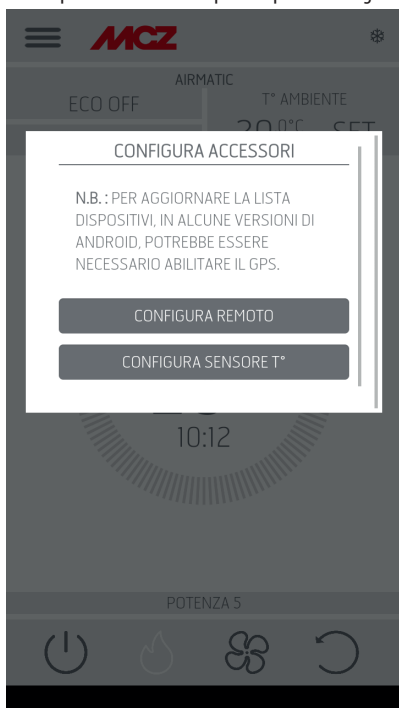 MCZ
AIRMATIC
ECO OFF
T° AMBIENTE
SET
CONFIGURA ACCESSORI
N.B. : PER AGGIORNARE LA LISTA
DISPOSITIVI, IN ALCUNE VERSIONI DI
ANDROID, POTREBBE ESSERE
NECESSARIO ABILITARE IL GPS.
CONFIGURA REMOTO
CONFIGURA SENSORE T°
10:12
POTENZA 5